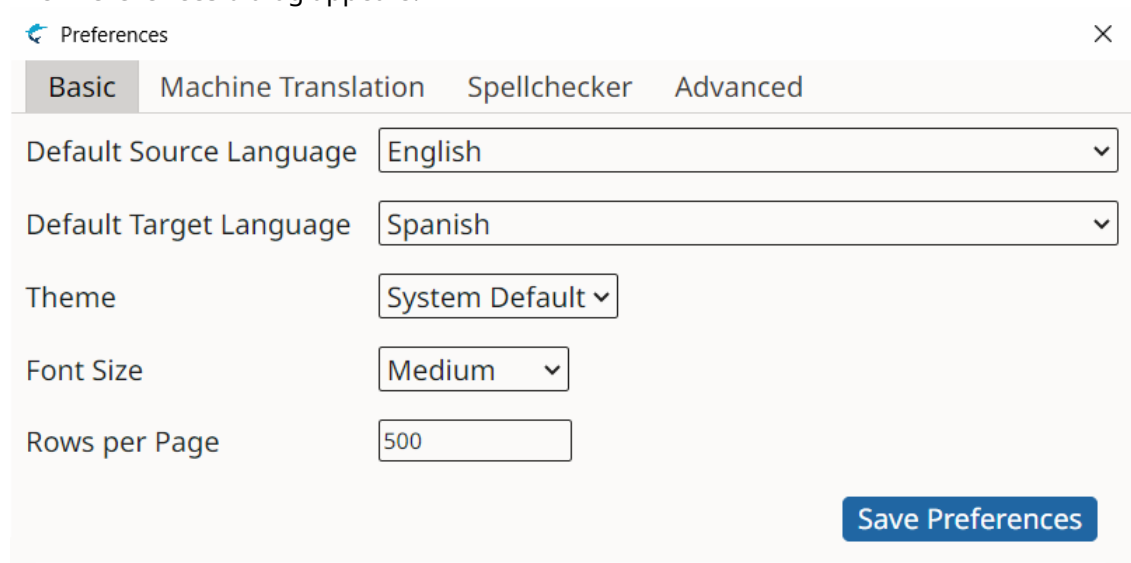 Preferences
Basic Machine Translation Spellchecker Advanced
Default Source Language English
Default Target Language Spanish
Theme System Default
Font Size Medium
Rows per Page 500
Save Preferences